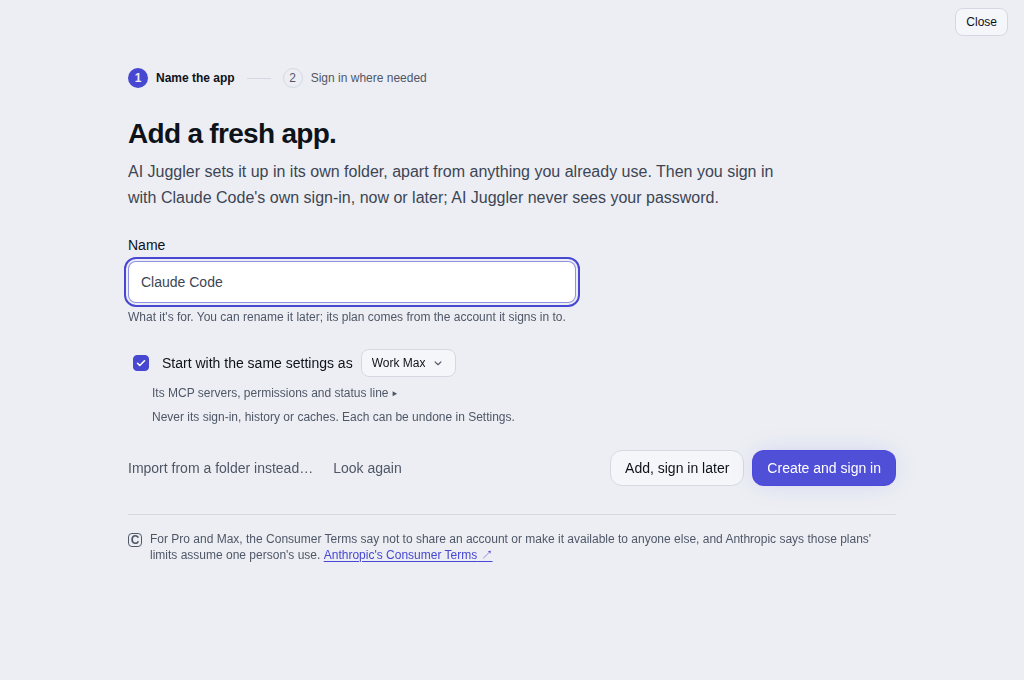 Close
1 Name the app
2 Sign in where needed
Add a fresh app.
AI Juggler sets it up in its own folder, apart from anything you already use. Then you sign in
with Claude Code's own sign-in, now or later; AI Juggler never sees your password.
Name
Claude Code
What it's for. You can rename it later; its plan comes from the account it signs in to.
Start with the same settings as Work Max
Its MCP servers, permissions and status line ▸
Never its sign-in, history or caches. Each can be undone in Settings.
Import from a folder instead… Look again Add, sign in later Create and sign in
C For Pro and Max, the Consumer Terms say not to share an account or make it available to anyone else, and Anthropic says those plans'
limits assume one person's use. Anthropic's Consumer Terms ↗